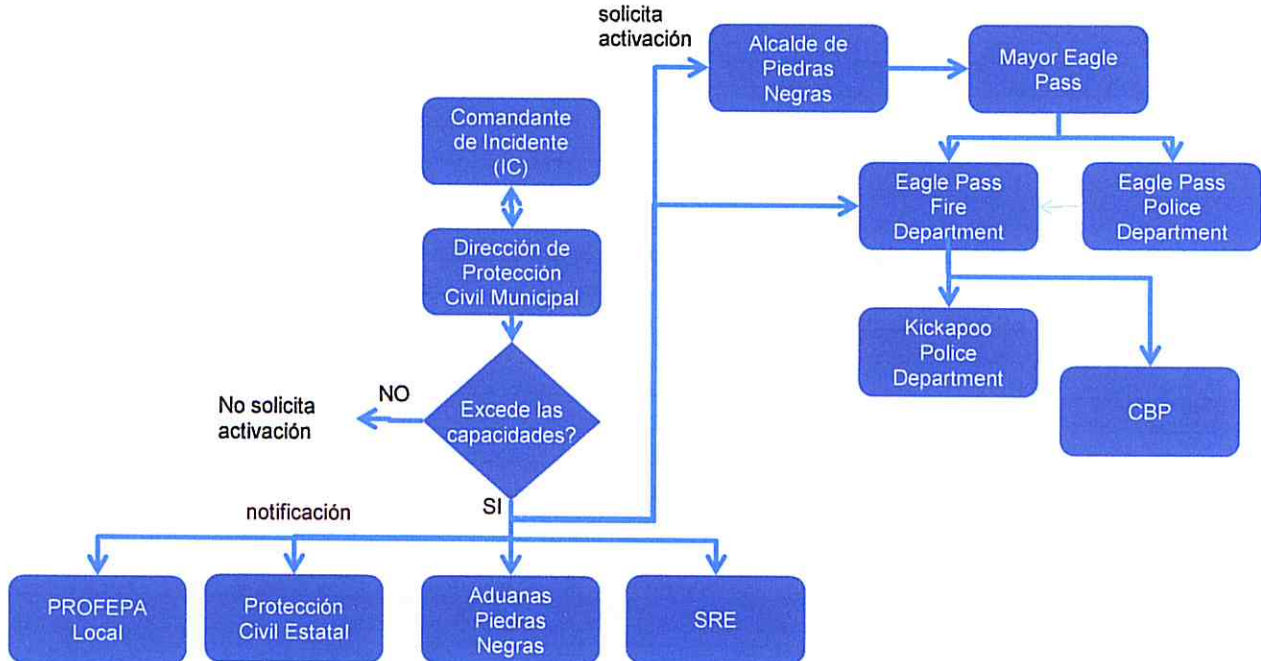 solicita
activación
Alcalde de
Piedras
Negras
Mayor Eagle
Pass
Comandante
de Incidente
(IC)
Eagle Pass
Fire
Department
Eagle Pass
Police
Department
Dirección de
Protección
Civil Municipal
Kickapoo
Police
Department
CBP
NO
No solicita
activación
Excede las
capacidades?
SI
notificación
PROFEPA
Local
Protección
Civil Estatal
Aduanas
Piedras
Negras
SRE